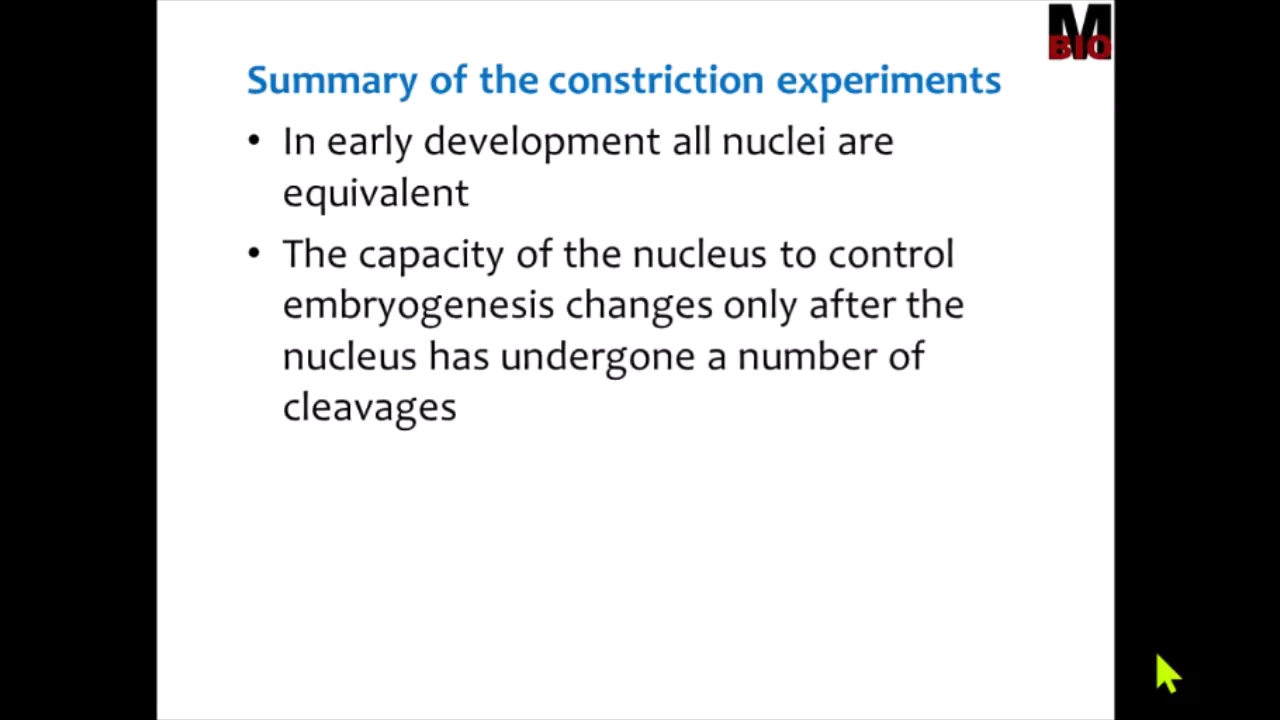 M
BIO
Summary of the constriction experiments
• In early development all nuclei are
equivalent
• The capacity of the nucleus to control
embryogenesis changes only after the
nucleus has undergone a number of
cleavages